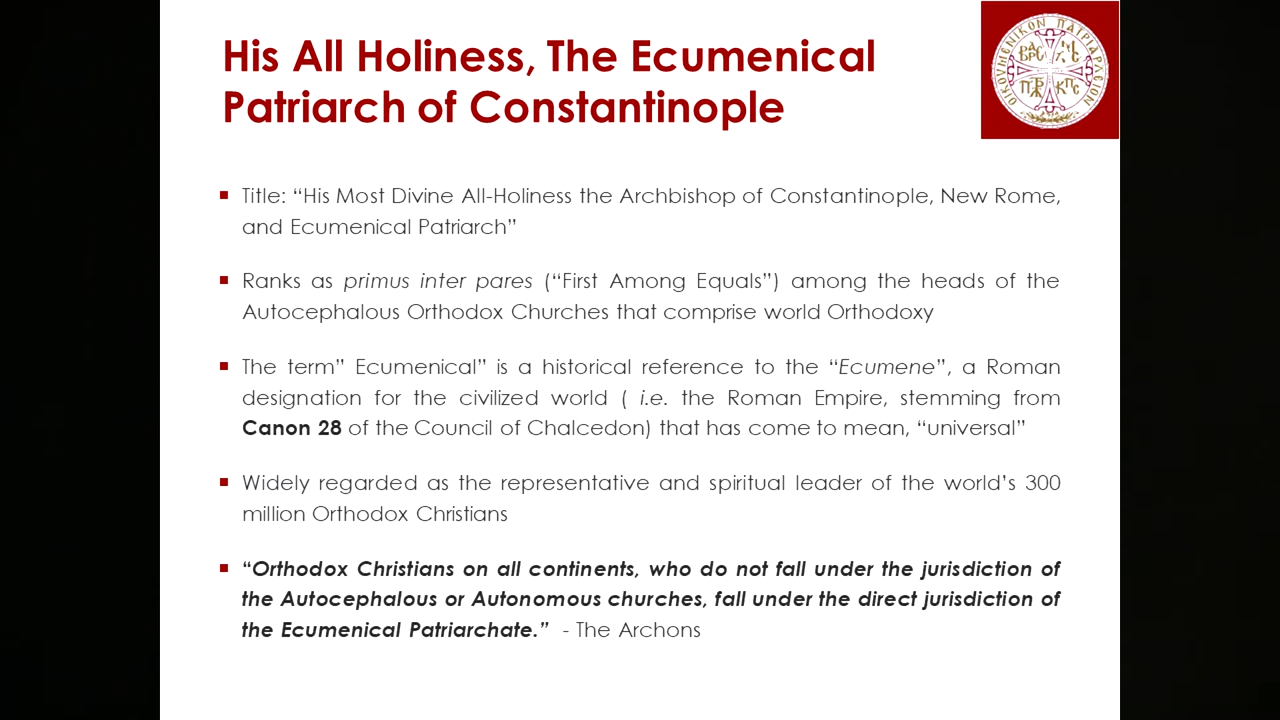 His All Holiness, The Ecumenical
Patriarch of Constantinople
ΟΙΚΟΥΜΕΝΙΚΟΝ ΠΑΤΡΙΑΡΧΕΙΟΝ
▪ Title: “His Most Divine All-Holiness the Archbishop of Constantinople, New Rome,
and Ecumenical Patriarch”
▪ Ranks as primus inter pares (“First Among Equals”) among the heads of the
Autocephalous Orthodox Churches that comprise world Orthodoxy
▪ The term” Ecumenical” is a historical reference to the “Ecumene”, a Roman
designation for the civilized world ( i.e. the Roman Empire, stemming from
Canon 28 of the Council of Chalcedon) that has come to mean, “universal”
▪ Widely regarded as the representative and spiritual leader of the world’s 300
million Orthodox Christians
▪ “Orthodox Christians on all continents, who do not fall under the jurisdiction of
the Autocephalous or Autonomous churches, fall under the direct jurisdiction of
the Ecumenical Patriarchate.” - The Archons